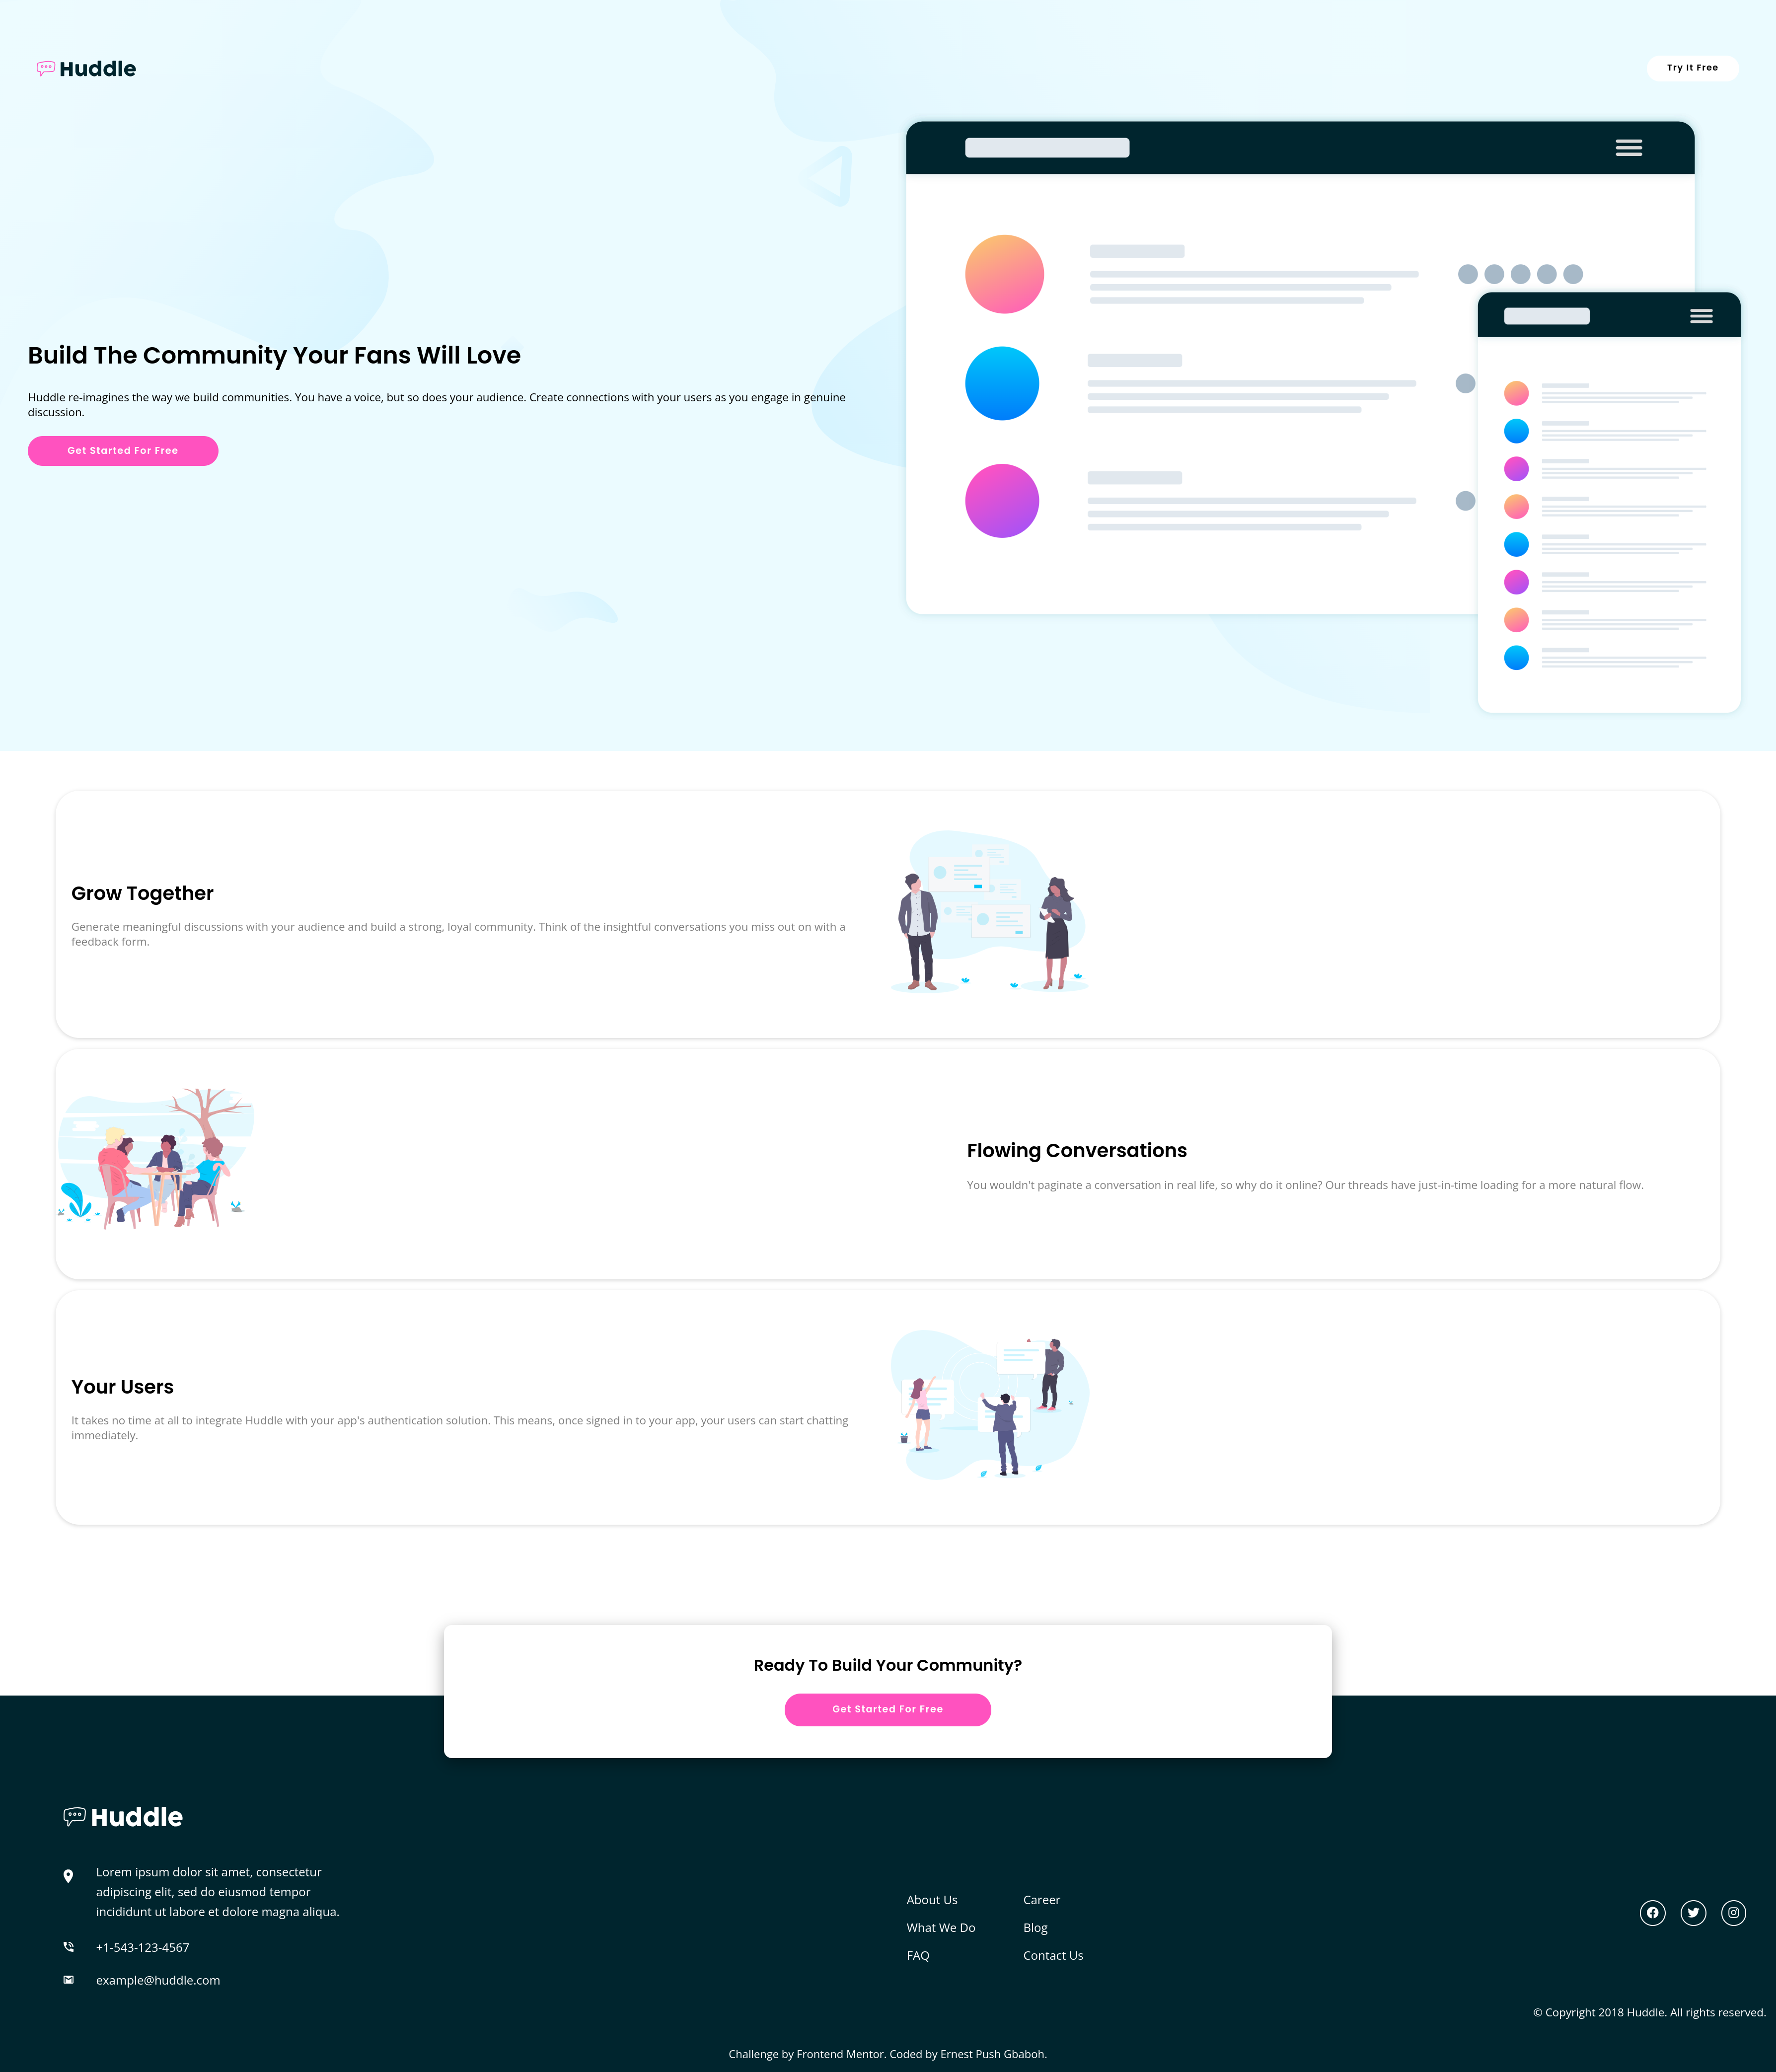 Huddle
Try It Free
Build The Community Your Fans Will Love
Huddle re-imagines the way we build communities. You have a voice, but so does your audience. Create connections with your users as you engage in genuine
discussion.
Get Started For Free
Grow Together
Generate meaningful discussions with your audience and build a strong, loyal community. Think of the insightful conversations you miss out on with a
feedback form.
Flowing Conversations
You wouldn't paginate a conversation in real life, so why do it online? Our threads have just-in-time loading for a more natural flow.
Your Users
It takes no time at all to integrate Huddle with your app's authentication solution. This means, once signed in to your app, your users can start chatting
immediately.
Ready To Build Your Community?
Get Started For Free
Huddle
Lorem ipsum dolor sit amet, consectetur
adipiscing elit, sed do eiusmod tempor
incididunt ut labore et dolore magna aliqua.
+1-543-123-4567
example@huddle.com
About Us
What We Do
FAQ
Career
Blog
Contact Us
© Copyright 2018 Huddle. All rights reserved.
Challenge by Frontend Mentor. Coded by Ernest Push Gbaboh.